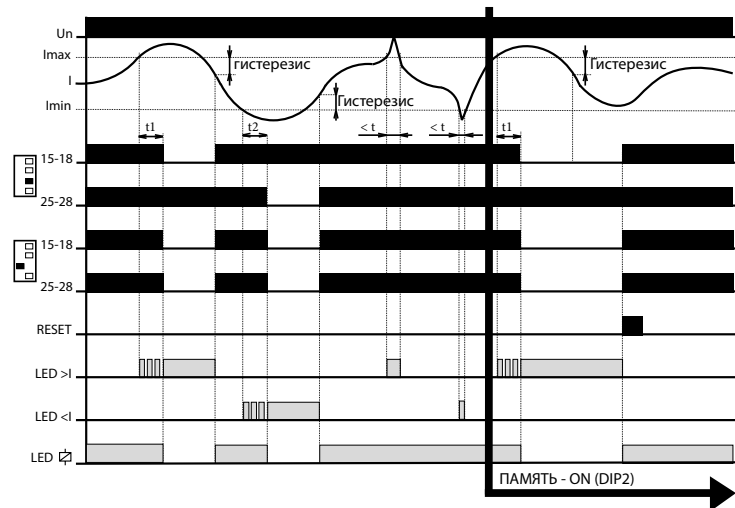 Un
Imax
гистерезис
Гистерезис
I
Imin
Гистерезис
t1
t2
< t
< t
t1
15-18
25-28
15-18
25-28
RESET
LED >I
LED <I
LED
ПАМЯТЬ - ON (DIP2)